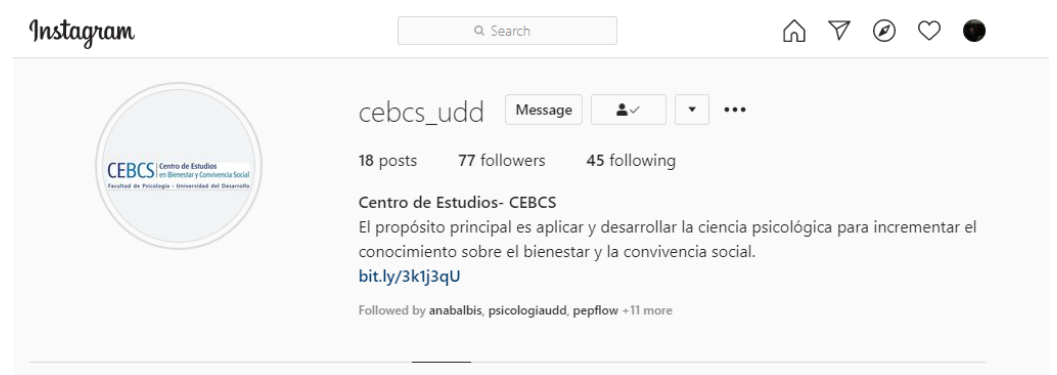 Instagram
Search
cebcs_udd Message
18 posts 77 followers 45 following
CEBCS Centro de Estudios
en Bienestar y Convivencia Social
Facultad de Psicología - Universidad del Desarrollo
Centro de Estudios- CEBCS
El propósito principal es aplicar y desarrollar la ciencia psicológica para incrementar el
conocimiento sobre el bienestar y la convivencia social.
bit.ly/3k1j3qU
Followed by anabalbis, psicologiaudd, pepflow +11 more